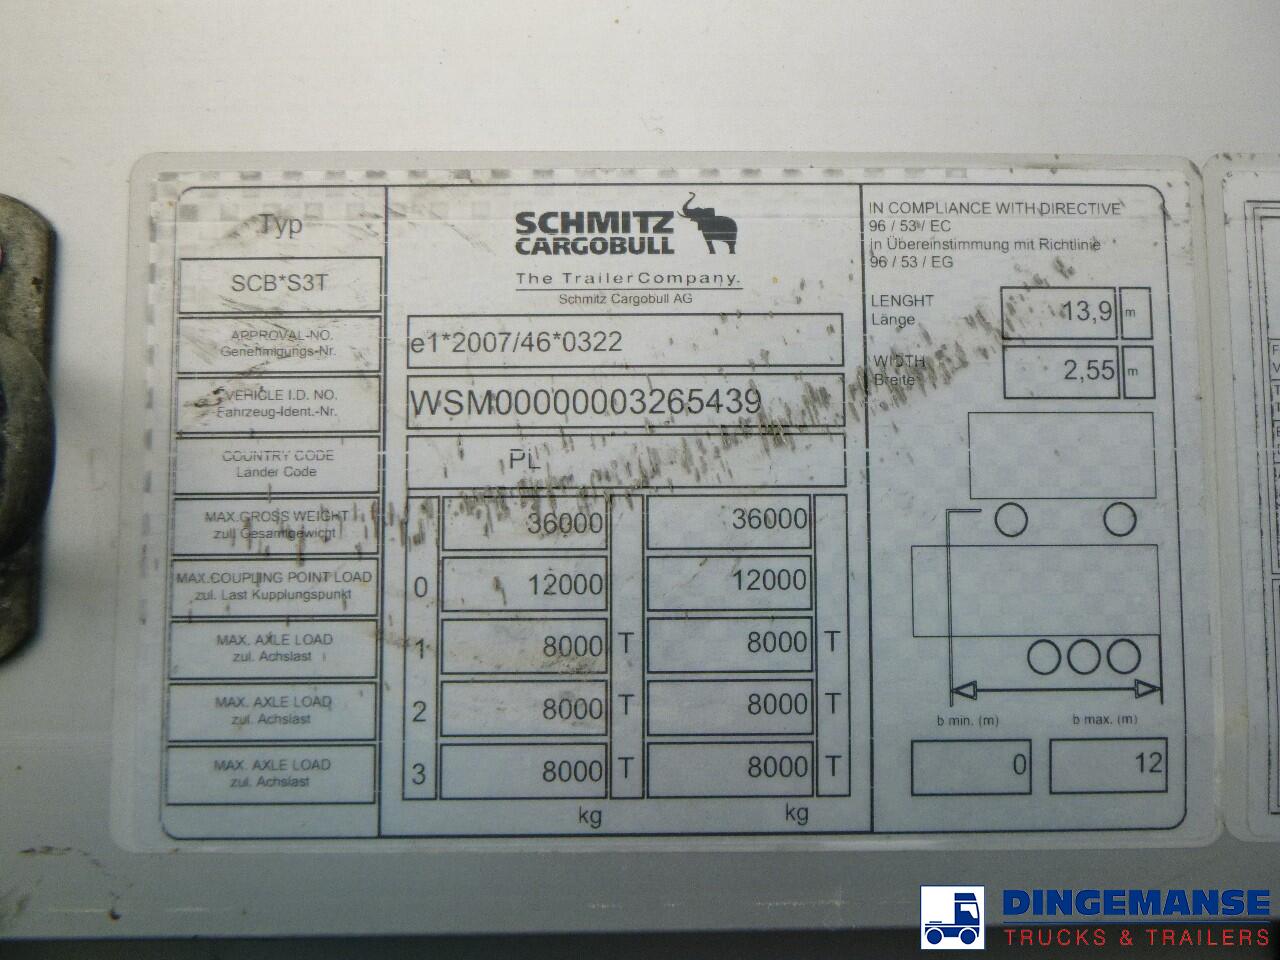 Typ
SCB*S3T
APPROVAL-NO.
Genehmigungs-Nr.
VEHICLE I.D. NO.
Fahrzeug-Ident.-Nr.
COUNTRY CODE
Lander Code
MAX.GROSS WEIGHT
zul. Gesamtgewicht
MAX.COUPLING POINT LOAD
zul. Last Kupplungspunkt
MAX. AXLE LOAD
zul. Achslast
MAX. AXLE LOAD
zul. Achslast
MAX. AXLE LOAD
zul. Achslast
SCHMITZ
CARGOBULL
The Trailer Company.
Schmitz Cargobull AG
e1*2007/46*0322
WSM00000003265439
PL
36000 36000
0 12000 12000
1 8000 T 8000 T
2 8000 T 8000 T
3 8000 T 8000 T
kg kg
IN COMPLIANCE WITH DIRECTIVE
96 / 53 / EC
in Übereinstimmung mit Richtlinie
96 / 53 / EG
LENGHT
Länge
13,9 m
WIDTH
Breite
2,55 m
b min. (m) b max. (m)
0 12
DINGEMANSE
TRUCKS & TRAILERS